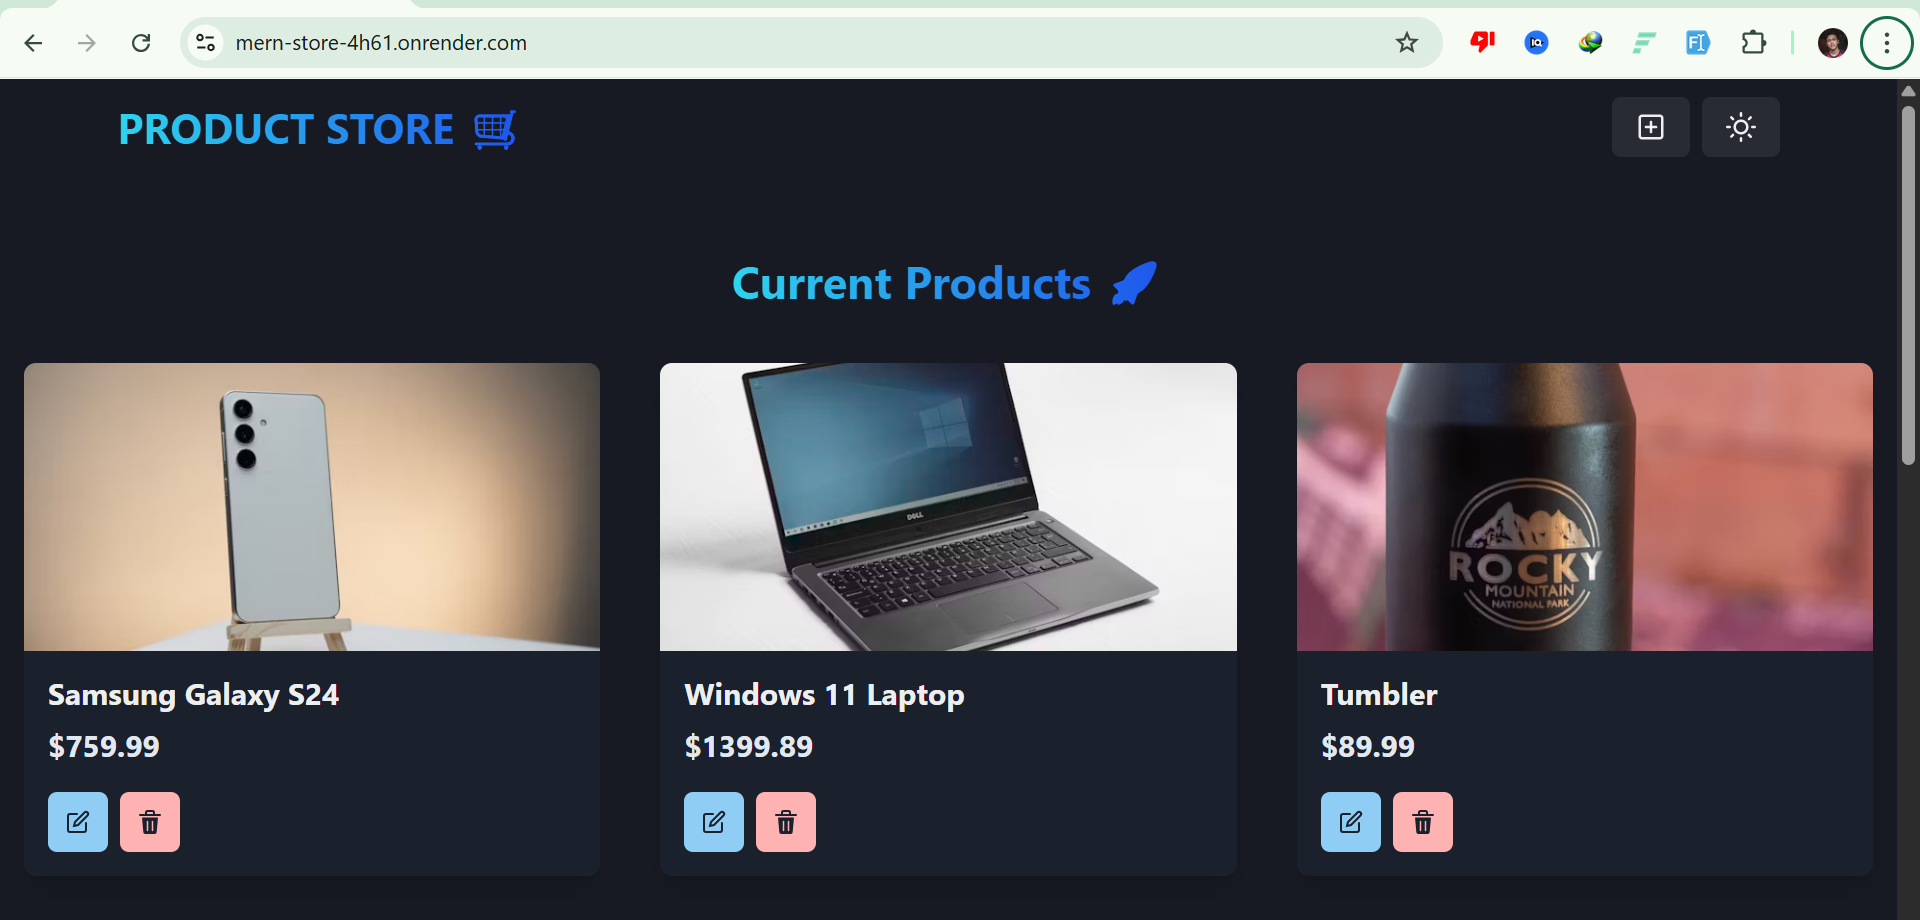 mern-store-4h61.onrender.com
PRODUCT STORE 🛒
Current Products 🚀
DELL
ROCKY
MOUNTAIN
NATIONAL PARK
Samsung Galaxy S24
Windows 11 Laptop
Tumbler
$759.99
$1399.89
$89.99